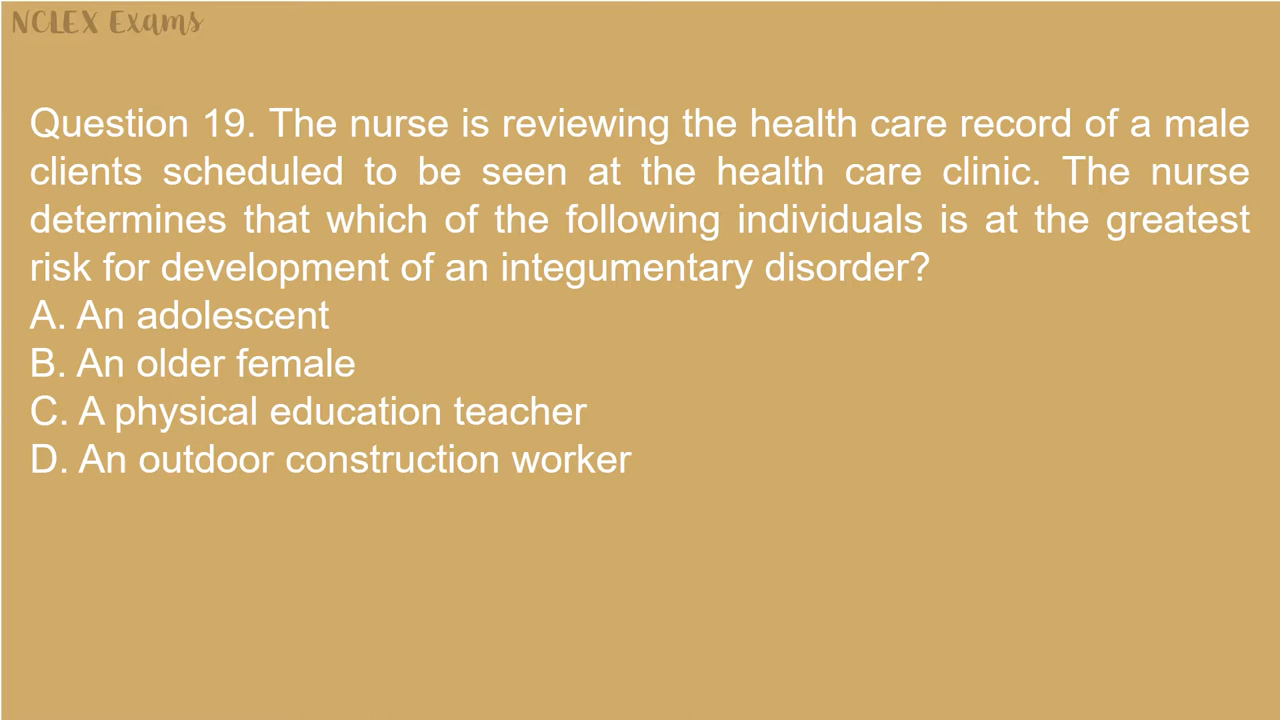 NCLEX Exams
Question 19. The nurse is reviewing the health care record of a male
clients scheduled to be seen at the health care clinic. The nurse
determines that which of the following individuals is at the greatest
risk for development of an integumentary disorder?
A. An adolescent
B. An older female
C. A physical education teacher
D. An outdoor construction worker